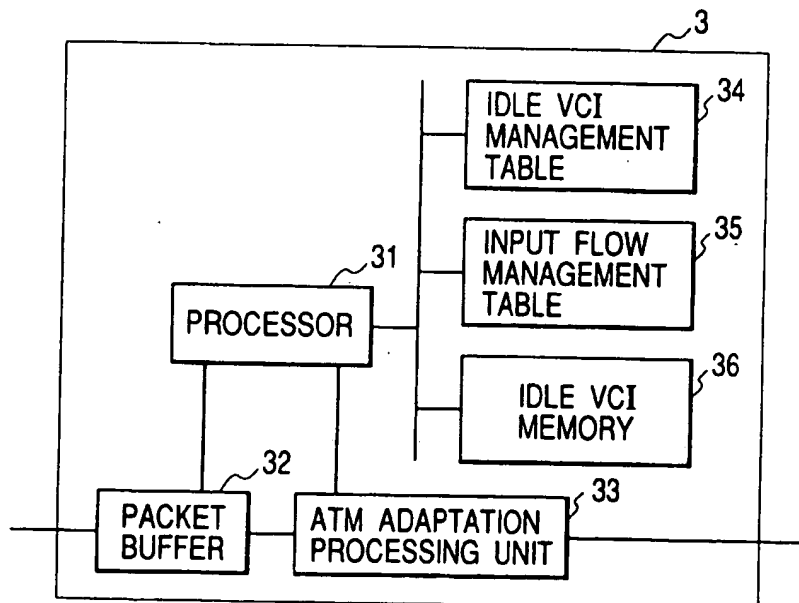 3
34
IDLE VCI
MANAGEMENT
TABLE
35
INPUT FLOW
MANAGEMENT
TABLE
31
PROCESSOR
36
IDLE VCI
MEMORY
32
PACKET
BUFFER
33
ATM ADAPTATION
PROCESSING UNIT